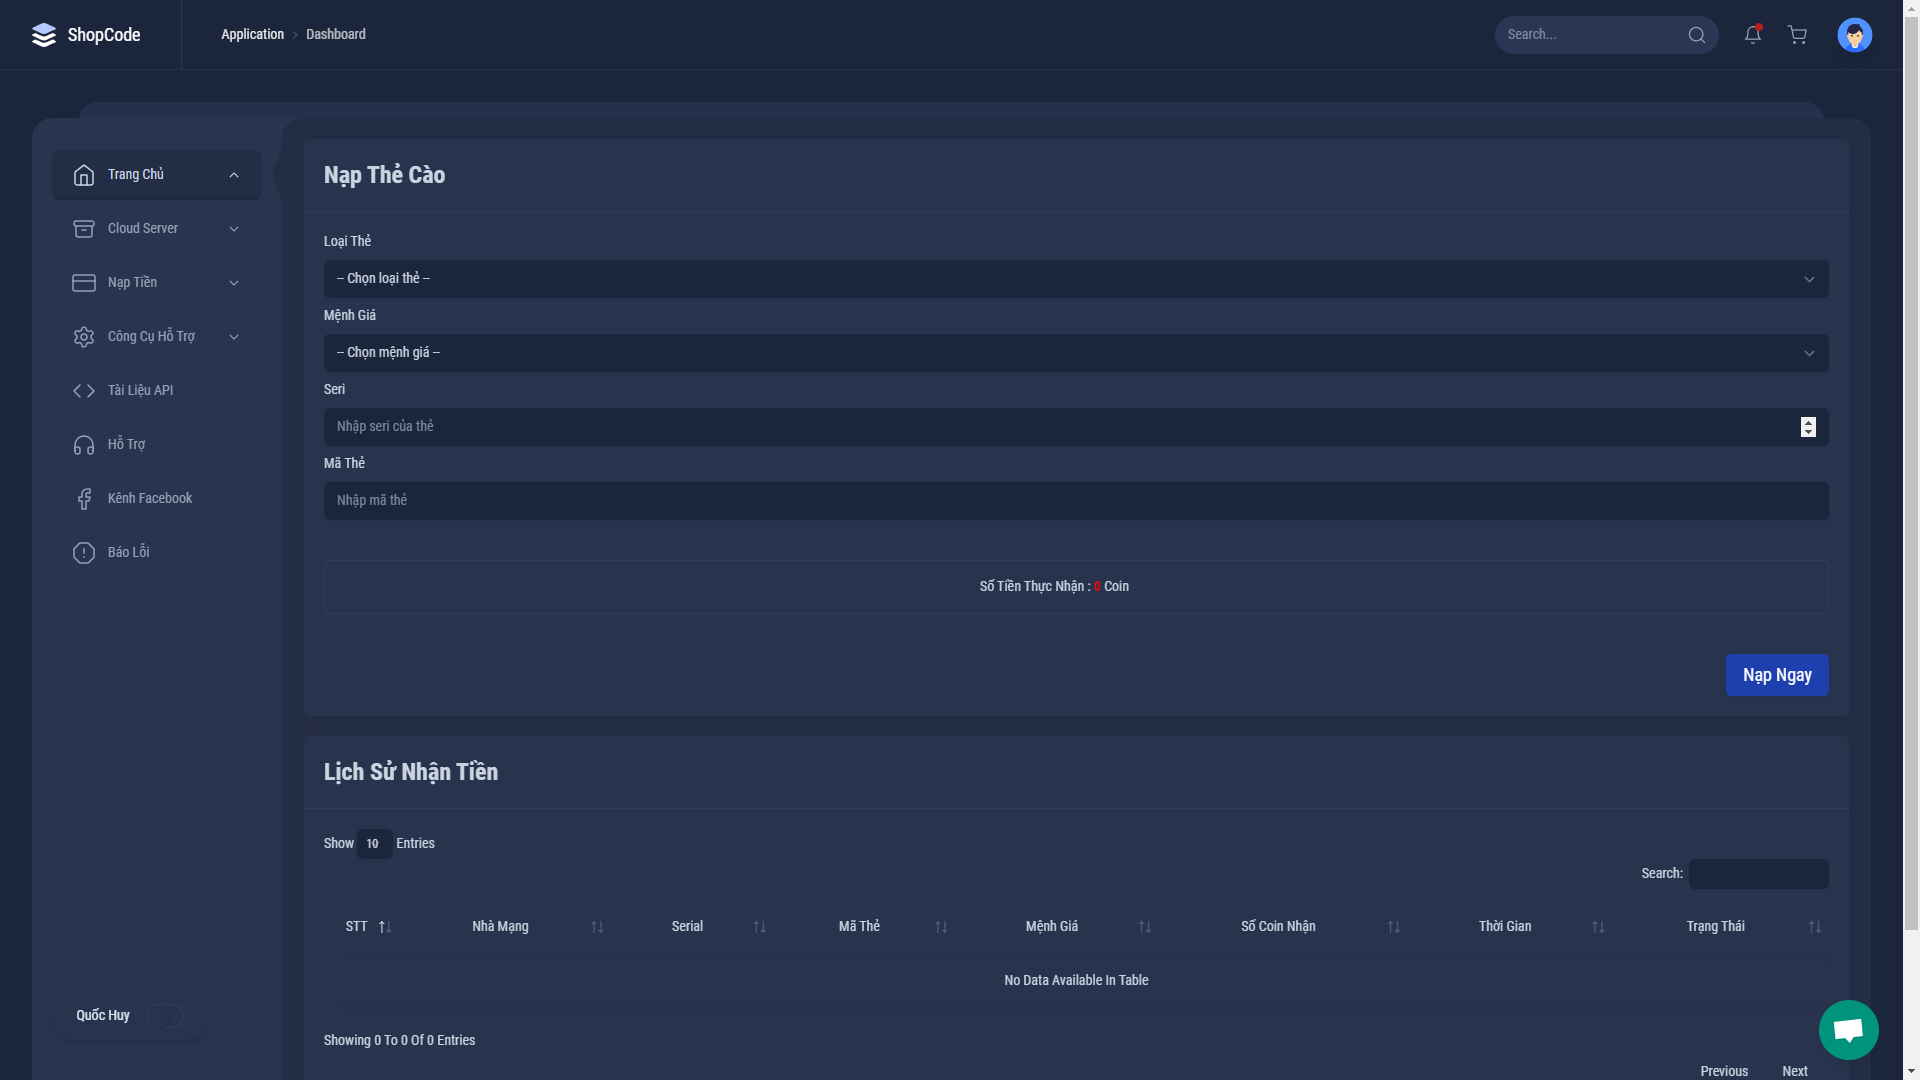 ShopCode
Application > Dashboard
Search...
Trang Chủ
Cloud Server
Nạp Tiền
Công Cụ Hỗ Trợ
Tài Liệu API
Hỗ Trợ
Kênh Facebook
Báo Lỗi
Quốc Huy
Nạp Thẻ Cào
Loại Thẻ
-- Chọn loại thẻ --
Mệnh Giá
-- Chọn mệnh giá --
Seri
Nhập seri của thẻ
Mã Thẻ
Nhập mã thẻ
Số Tiền Thực Nhận : 0 Coin
Nạp Ngay
Lịch Sử Nhận Tiền
Show 10 Entries
Search:
STT Nhà Mạng Serial Mã Thẻ Mệnh Giá Số Coin Nhận Thời Gian Trạng Thái
No Data Available In Table
Showing 0 To 0 Of 0 Entries
Previous Next